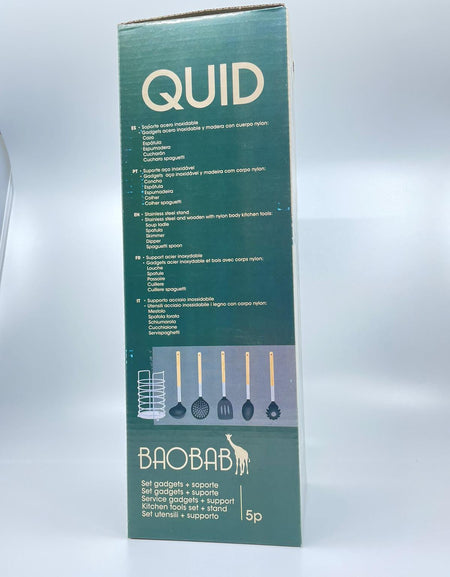 QUID
ES • Soporte acero inoxidable
• Gadgets acero inoxidable y madera con cuerpo nylon:
Cazo
Espátula
Espumadera
Cucharón
Cuchara spaguetti
PT • Suporte aço inoxidável
• Gadgets aço inoxidável y madeira com corpo nylon:
Concha
Espátula
Espumadeira
Colher
Colher spaguetti
EN • Stainless steel stand
• Stainless steel and wooden with nylon body kitchen tools:
Soup ladle
Spatula
Skimmer
Dipper
Spaguetti spoon
FR • Support acier inoxydable
• Gadgets acier inoxydable et bois avec corps nylon:
Louche
Spatule
Passoire
Cuillere
Cuillere spaguetti
IT • Supporto acciaio inossidabile
• Utensili acciaio inossidabile i legno con corpo nylon:
Mestolo
Spatola forata
Schiumarola
Cucchiaione
Servispaghetti
BAOBAB
Set gadgets + soporte
Set gadgets + suporte
Service gadgets + support
Kitchen tools set + stand
Set utensili + supporto
5p